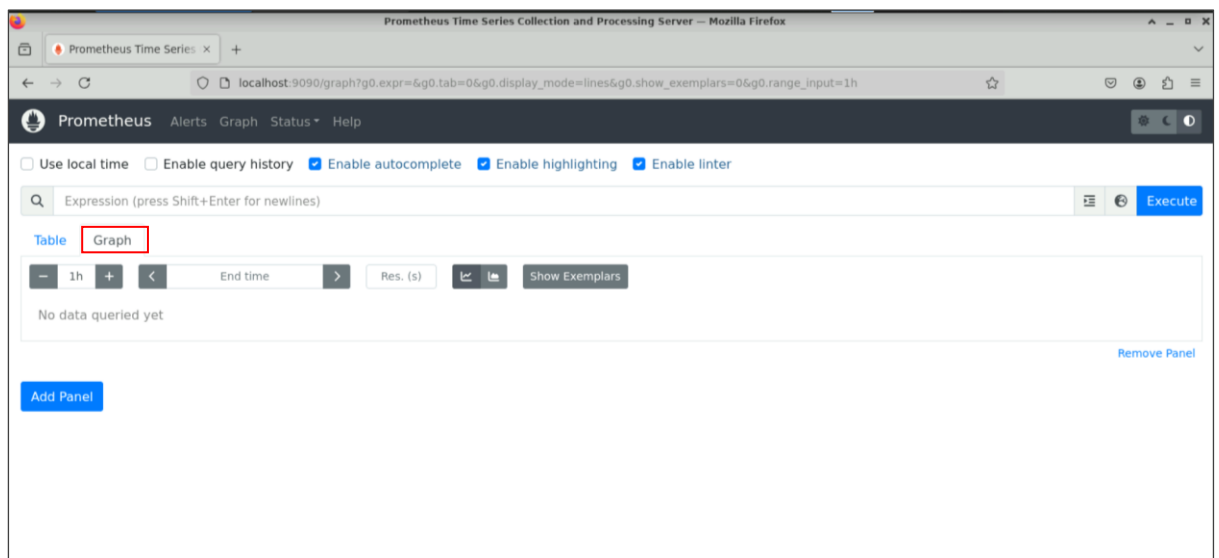 Prometheus Time Series Collection and Processing Server — Mozilla Firefox
Prometheus Time Series
localhost:9090/graph?g0.expr=&g0.tab=0&g0.display_mode=lines&g0.show_exemplars=0&g0.range_input=1h
Prometheus Alerts Graph Status Help
Use local time Enable query history Enable autocomplete Enable highlighting Enable linter
Expression (press Shift+Enter for newlines) Execute
Table Graph
− 1h + < End time > Res. (s) Show Exemplars
No data queried yet
Remove Panel
Add Panel